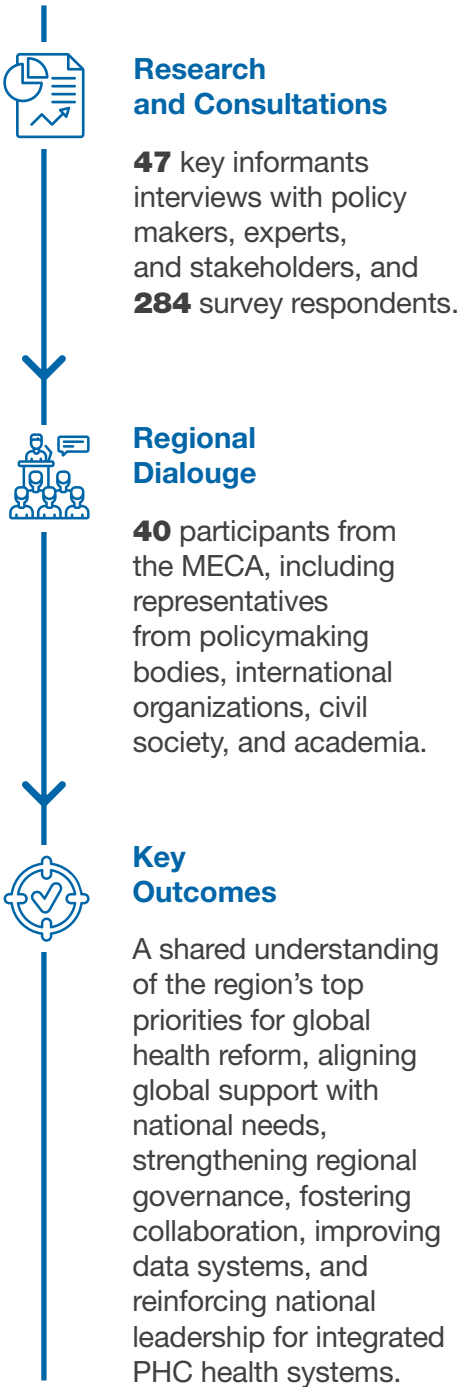 Research
and Consultations
47 key informants
interviews with policy
makers, experts,
and stakeholders, and
284 survey respondents.
Regional
Dialouge
40 participants from
the MECA, including
representatives
from policymaking
bodies, international
organizations, civil
society, and academia.
Key
Outcomes
A shared understanding
of the region’s top
priorities for global
health reform, aligning
global support with
national needs,
strengthening regional
governance, fostering
collaboration, improving
data systems, and
reinforcing national
leadership for integrated
PHC health systems.